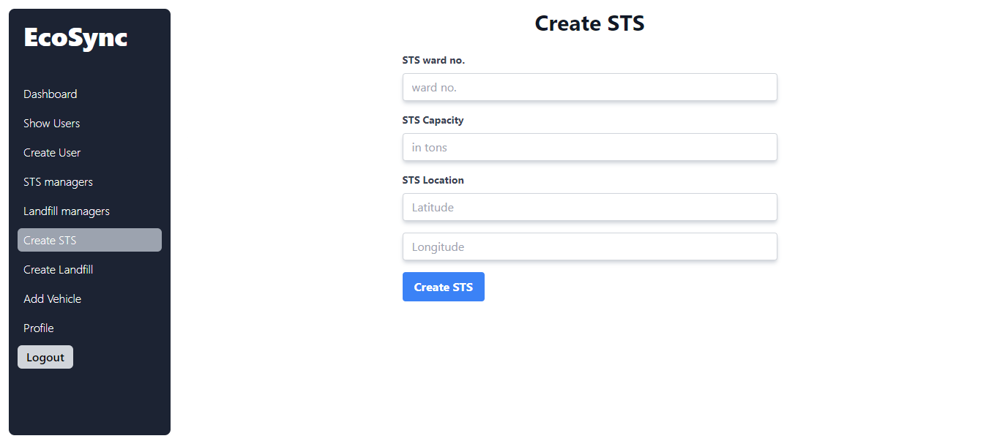 EcoSync
Dashboard
Show Users
Create User
STS managers
Landfill managers
Create STS
Create Landfill
Add Vehicle
Profile
Logout
Create STS
STS ward no.
ward no.
STS Capacity
in tons
STS Location
Latitude
Longitude
Create STS